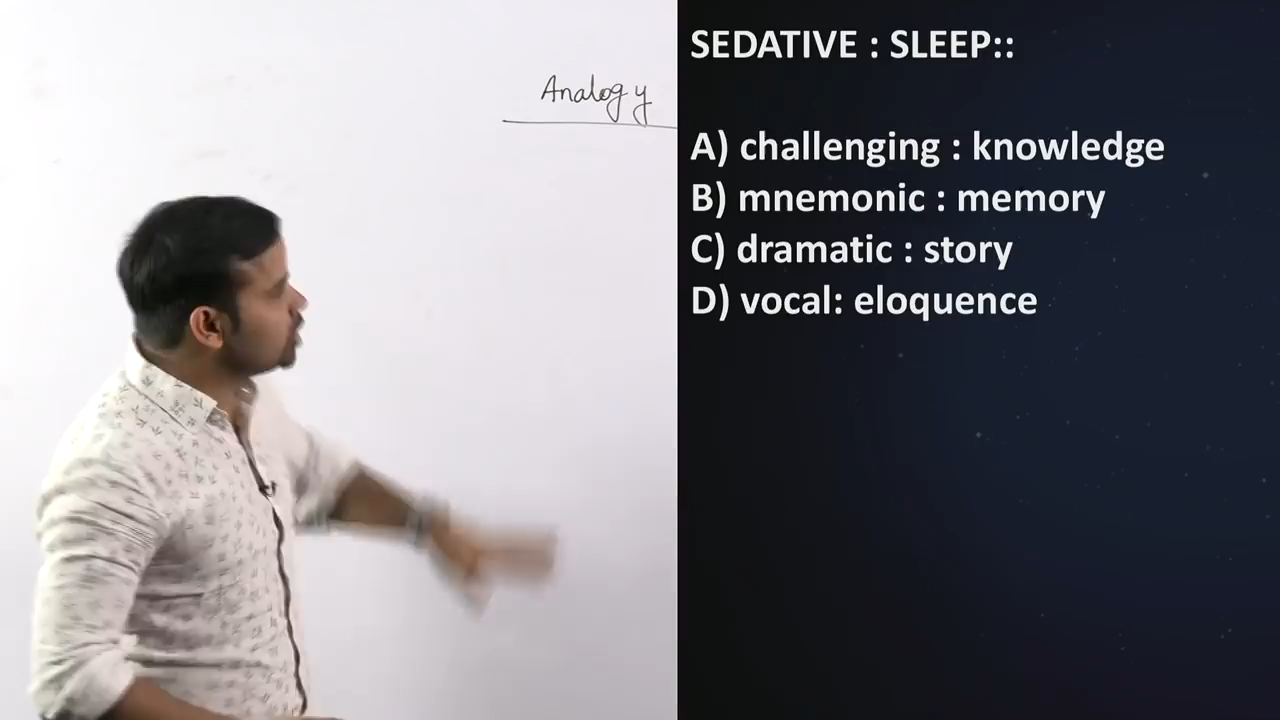 Analogy
SEDATIVE : SLEEP::
A) challenging : knowledge
B) mnemonic : memory
C) dramatic : story
D) vocal: eloquence